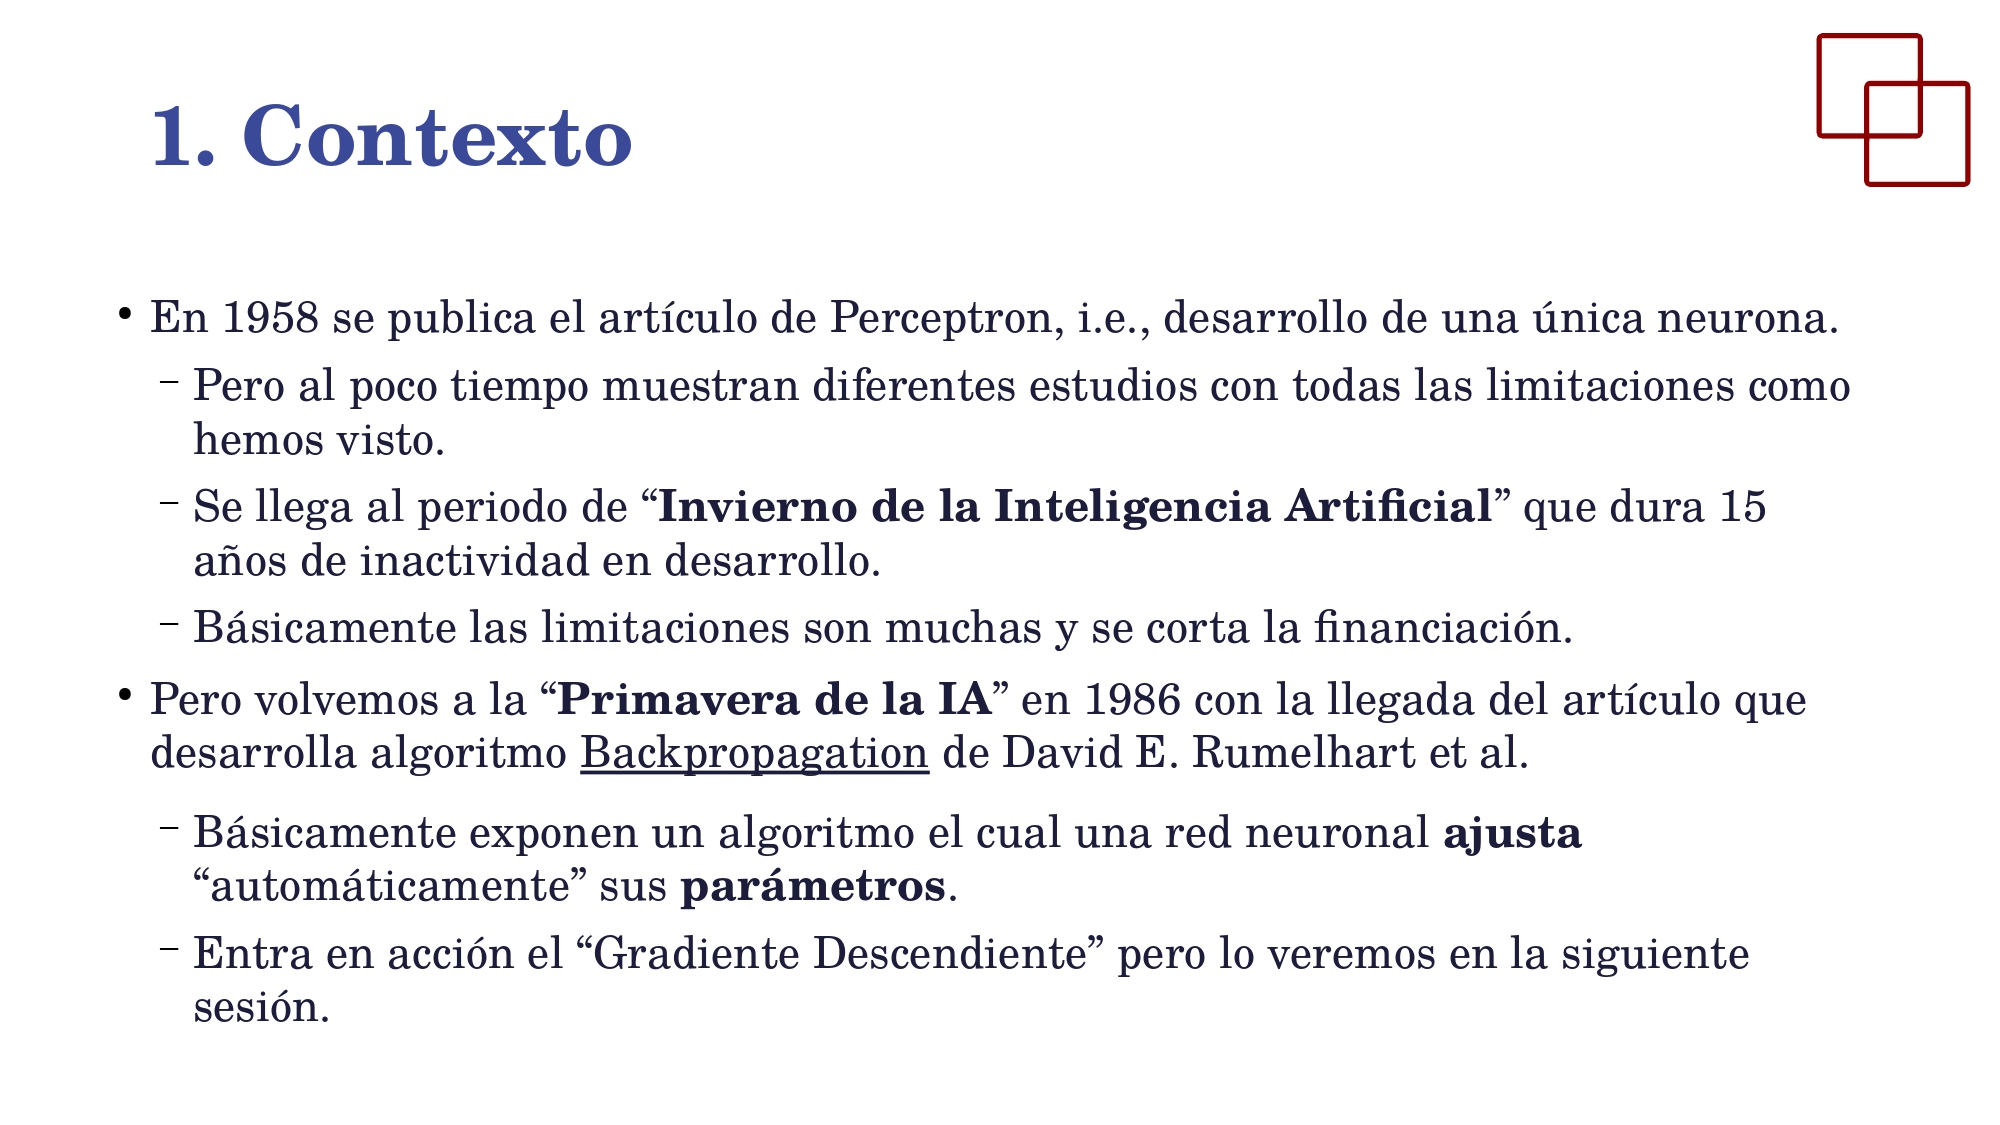 1. Contexto
• En 1958 se publica el artículo de Perceptron, i.e., desarrollo de una única neurona.
– Pero al poco tiempo muestran diferentes estudios con todas las limitaciones como
hemos visto.
– Se llega al periodo de “Invierno de la Inteligencia Artificial” que dura 15
años de inactividad en desarrollo.
– Básicamente las limitaciones son muchas y se corta la financiación.
• Pero volvemos a la “Primavera de la IA” en 1986 con la llegada del artículo que
desarrolla algoritmo Backpropagation de David E. Rumelhart et al.
– Básicamente exponen un algoritmo el cual una red neuronal ajusta
“automáticamente” sus parámetros.
– Entra en acción el “Gradiente Descendiente” pero lo veremos en la siguiente
sesión.